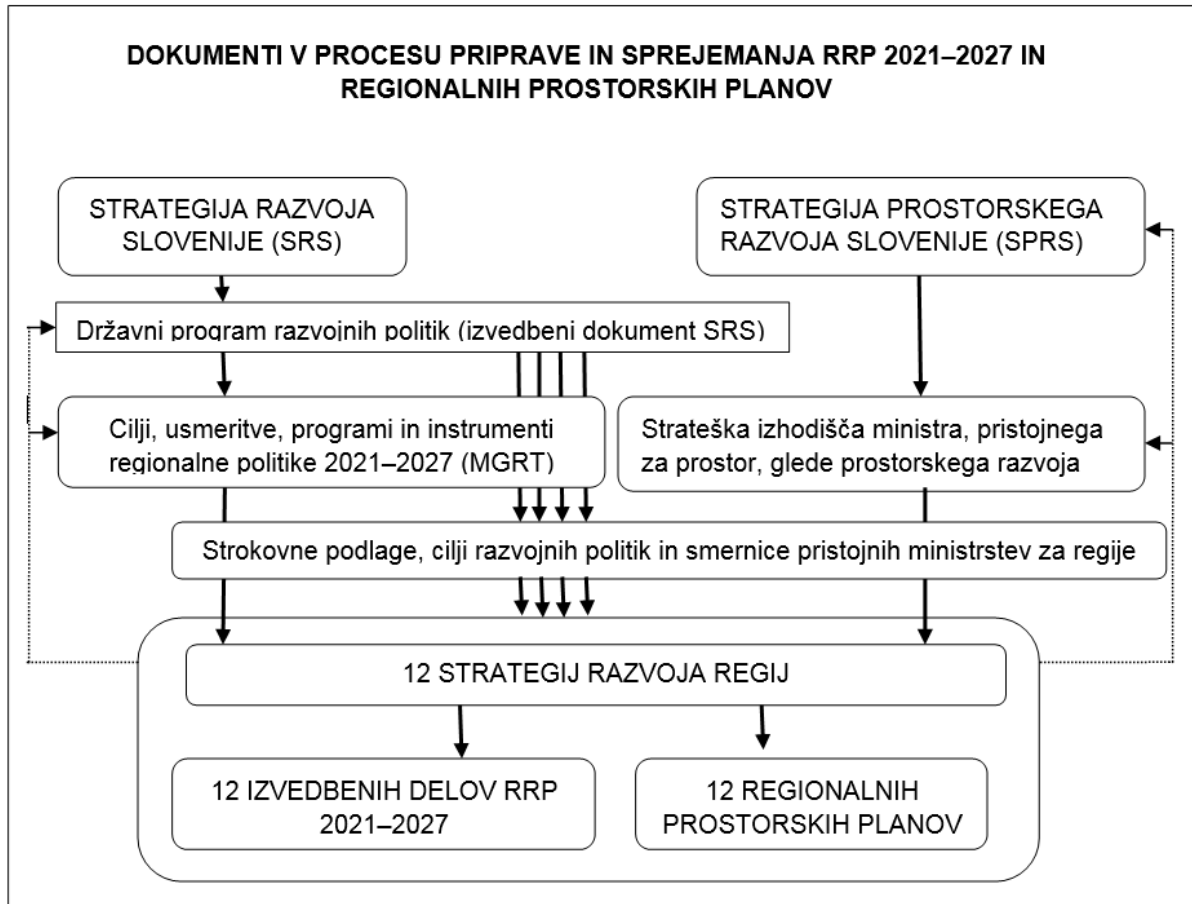 DOKUMENTI V PROCESU PRIPRAVE IN SPREJEMANJA RRP 2021–2027 IN
REGIONALNIH PROSTORSKIH PLANOV
STRATEGIJA RAZVOJA
SLOVENIJE (SRS)
STRATEGIJA PROSTORSKEGA
RAZVOJA SLOVENIJE (SPRS)
Državni program razvojnih politik (izvedbeni dokument SRS)
Cilji, usmeritve, programi in instrumenti
regionalne politike 2021–2027 (MGRT)
Strateška izhodišča ministra, pristojnega
za prostor, glede prostorskega razvoja
Strokovne podlage, cilji razvojnih politik in smernice pristojnih ministrstev za regije
12 STRATEGIJ RAZVOJA REGIJ
12 IZVEDBENIH DELOV RRP
2021–2027
12 REGIONALNIH
PROSTORSKIH PLANOV